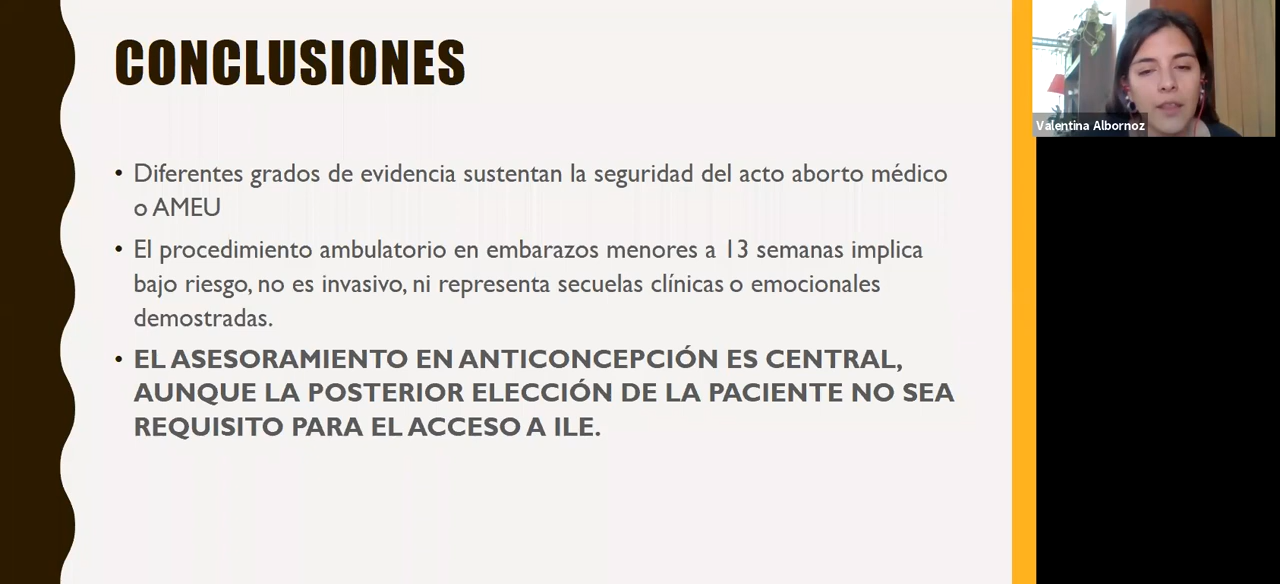 CONCLUSIONES
• Diferentes grados de evidencia sustentan la seguridad del acto aborto médico
o AMEU
• El procedimiento ambulatorio en embarazos menores a 13 semanas implica
bajo riesgo, no es invasivo, ni representa secuelas clínicas o emocionales
demostradas.
• EL ASESORAMIENTO EN ANTICONCEPCIÓN ES CENTRAL,
AUNQUE LA POSTERIOR ELECCIÓN DE LA PACIENTE NO SEA
REQUISITO PARA EL ACCESO A ILE.
Valentina Albornoz